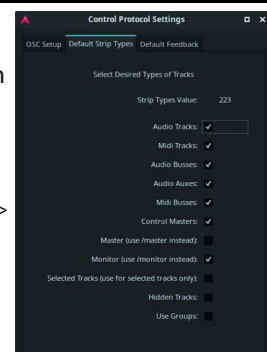 Control Protocol Settings
OSC Setup Default Strip Types Default Feedback
Select Desired Types of Tracks
Strip Types Value: 223
Audio Tracks:
Midi Tracks:
Audio Busses:
Audio Auxes:
Midi Busses:
Control Masters:
Master (use /master instead):
Monitor (use /monitor instead):
Selected Tracks (use for selected tracks only):
Hidden Tracks:
Use Groups:
n
>